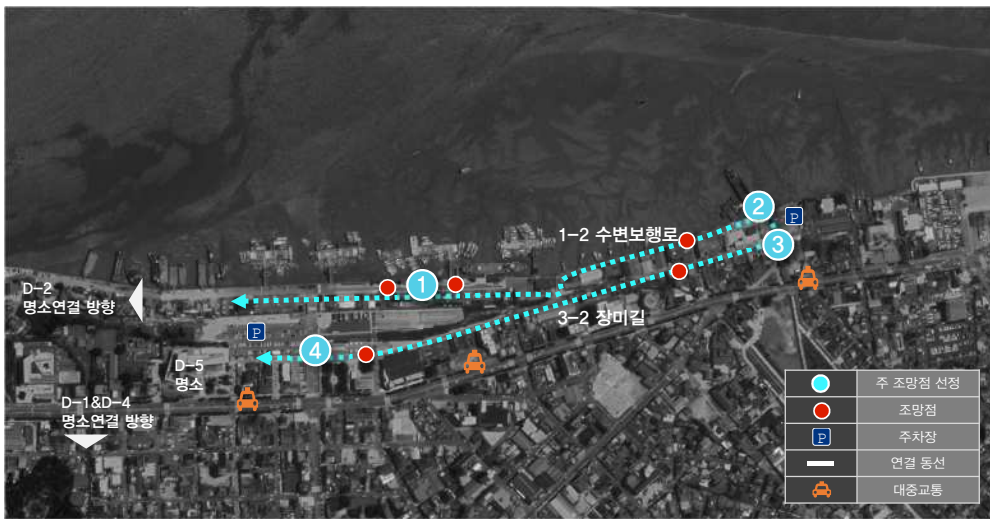 2
P
1-2 수변보행로
3
D-2
명소연결 방향
1
3-2 장미길
P
4
D-5
명소
D-1&D-4
명소연결 방향
주 조망점 선정
조망점
P
주차장
연결 동선
대중교통